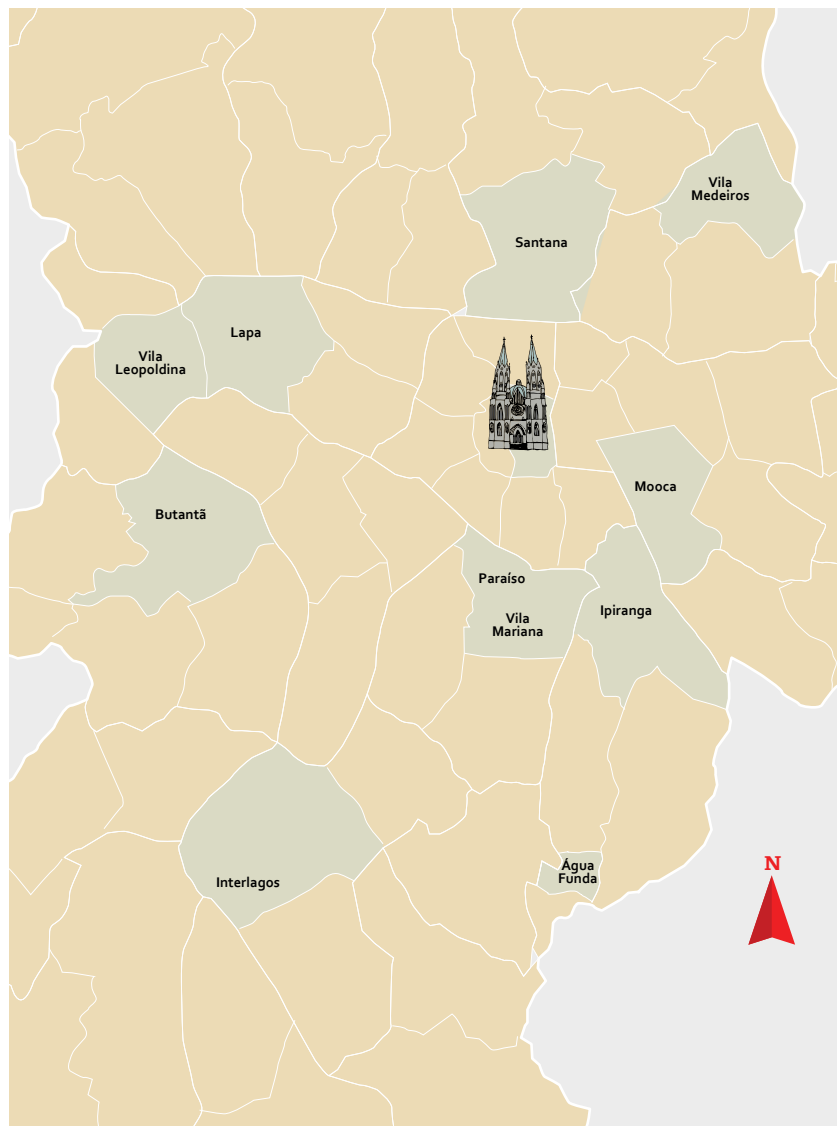 Vila
Medeiros
Santana
Lapa
Vila
Leopoldina
Mooca
Butantã
Paraíso
Ipiranga
Vila
Mariana
Água
Funda
Interlagos
N